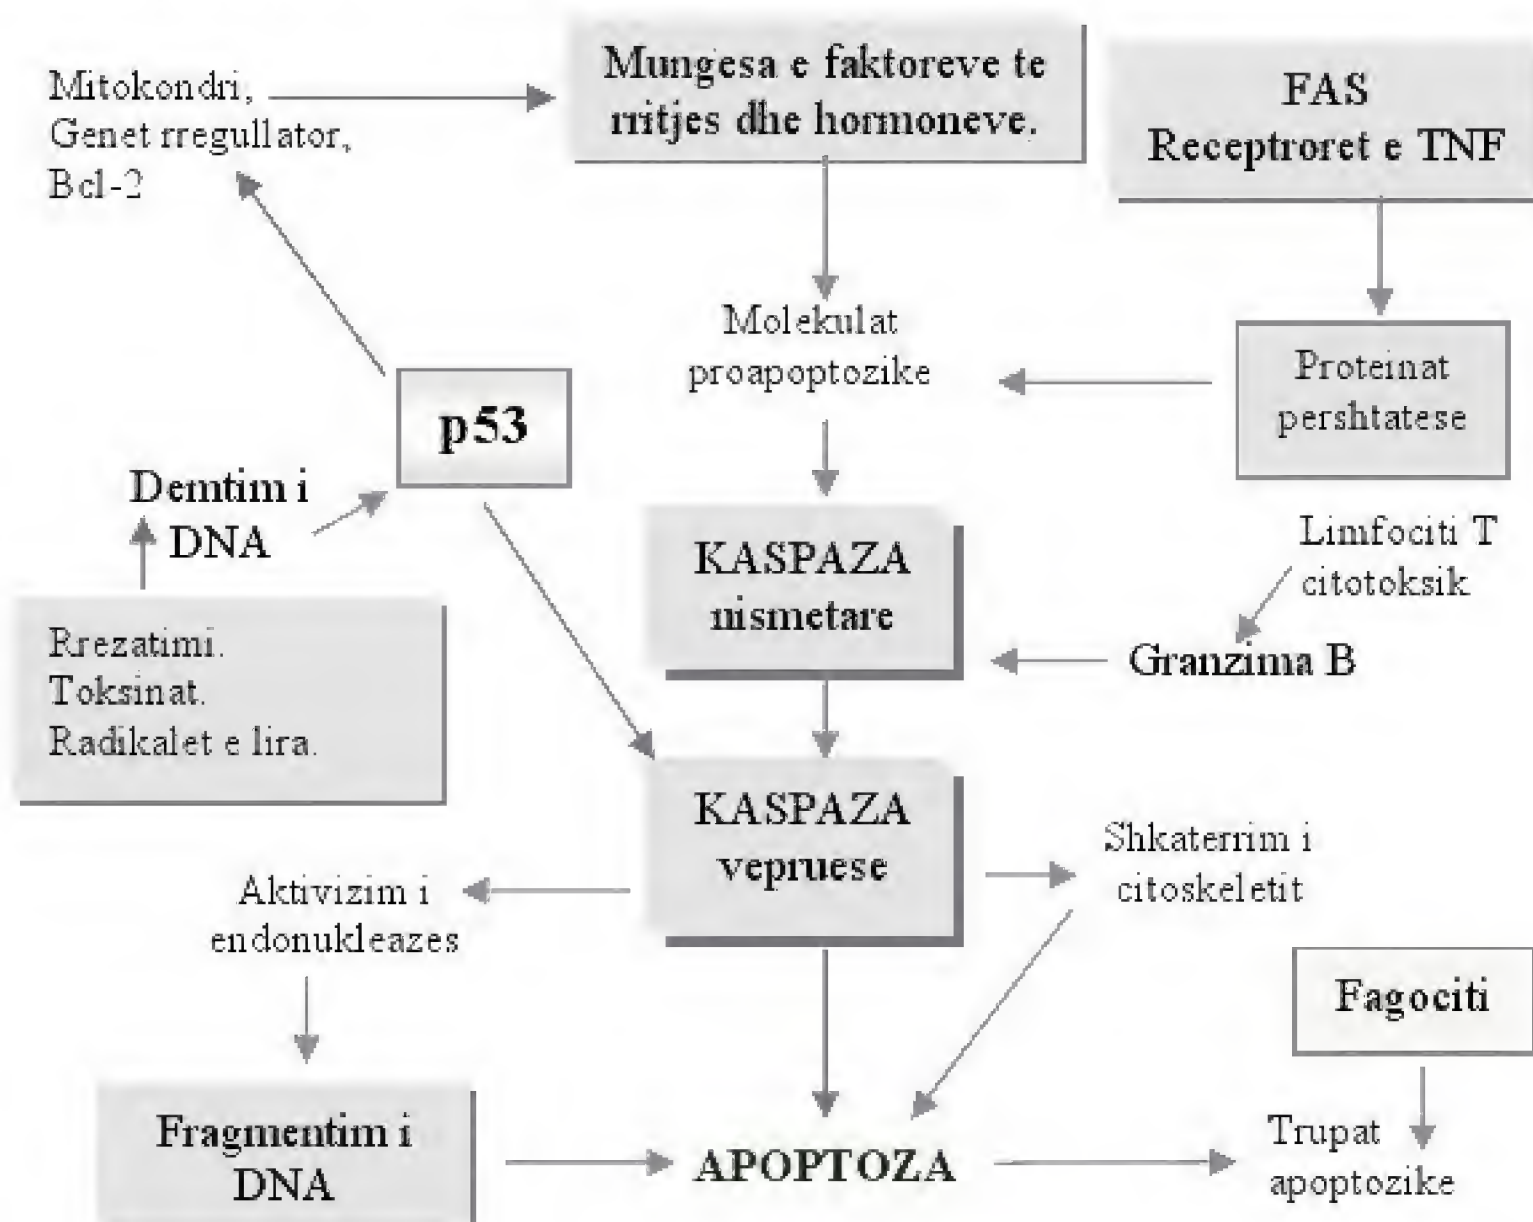 Mungesa e faktoreve te
rritjes dhe hormoneve.
FAS
Receptroret e TNF
Mitokondri,
Genet rregullator,
Bcl-2
Molekulat
proapoptozike
Proteinat
pershtatese
p53
Demtim i
DNA
KASPAZA
nismetare
Limfociti T
citotoksik
Granzima B
Rrezatimi.
Toksinat.
Radikalet e lira.
KASPAZA
vepruese
Shkaterrim i
citoskeletit
Aktivizim i
endonukleazes
Fagociti
Fragmentim i
DNA
APOPTOZA
Trupat
apoptozike